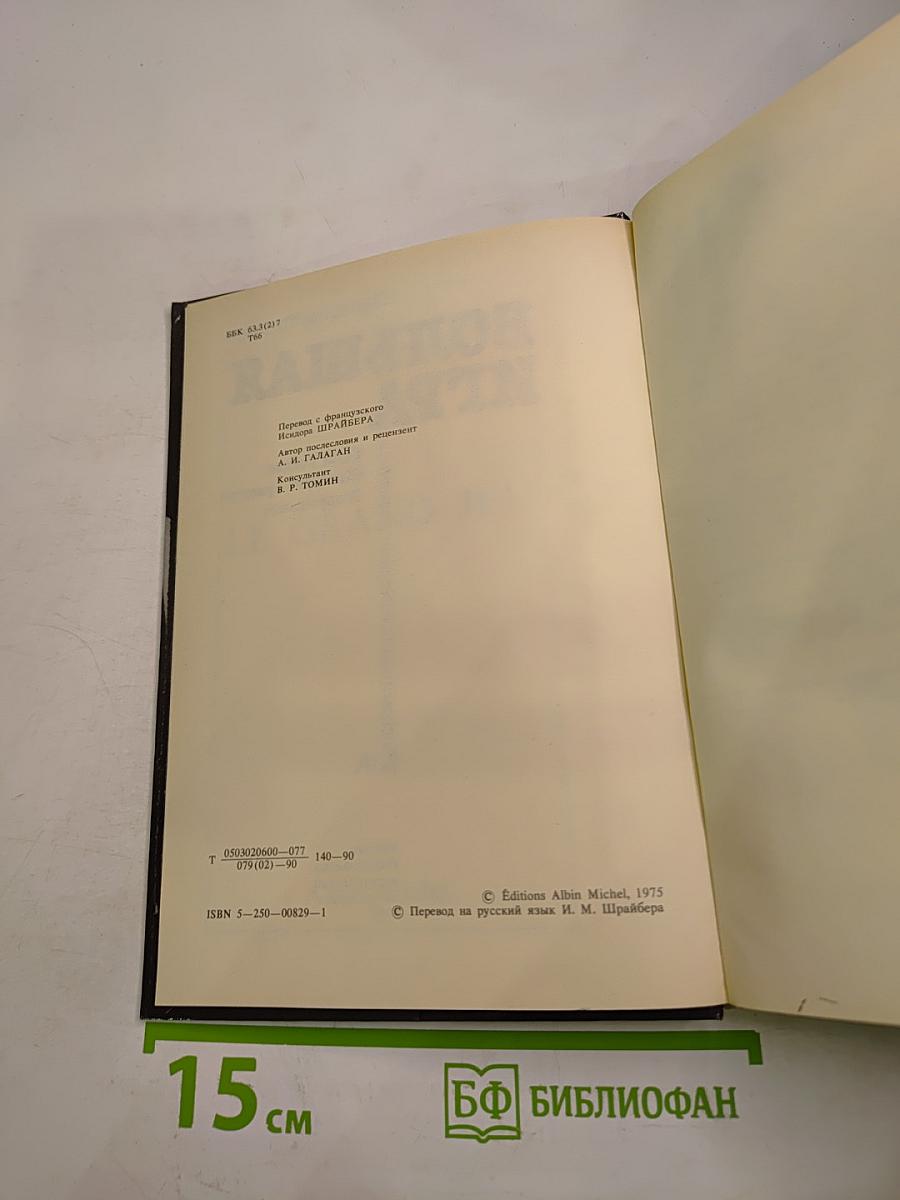 ББК 63.3(2)7
Т66
Перевод с французского
Исидора ШРАЙБЕРА
Автор послесловия и рецензент
А. И. ГАЛАГАН
Консультант
В. Р. ТОМИН
Т 0503020600—077 140—90
079(02)—90
© Éditions Albin Michel, 1975
ISBN 5—250—00829—1 © Перевод на русский язык И. М. Шрайбера
15 см
БФ БИБЛИОФАН